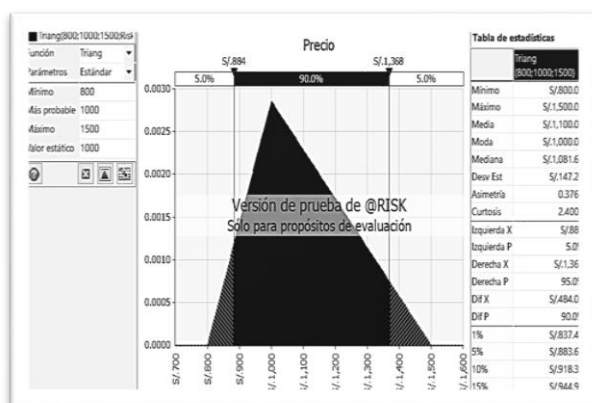 Triang(800;1000;1500;Risk
Función Triang
Parámetros Estándar
Mínimo 800
Más probable 1000
Máximo 1500
Valor estático 1000
Precio
S/.884 S/.1,368
5.0% 90.0% 5.0%
0.0030
0.0025
0.0020
0.0015
0.0010
0.0005
0.0000
Versión de prueba de @RISK
Sólo para propósitos de evaluación
S/.700
S/.800
S/.900
S/.1,000
S/.1,100
S/.1,200
S/.1,300
S/.1,400
S/.1,500
S/.1,600
Tabla de estadísticas
Triang
(800;1000;1500)
Mínimo S/.800.0
Máximo S/.1,500.0
Media S/.1,100.0
Moda S/.1,000.0
Mediana S/.1,081.6
Desv Est S/.147.2
Asimetría 0.376
Curtosis 2.400
Izquierda X S/.88
Izquierda P 5.0
Derecha X S/.1,36
Derecha P 95.0
Dif X S/.484.0
Dif P 90.0
1% S/.837.4
5% S/.883.6
10% S/.918.3
15% S/.944.9